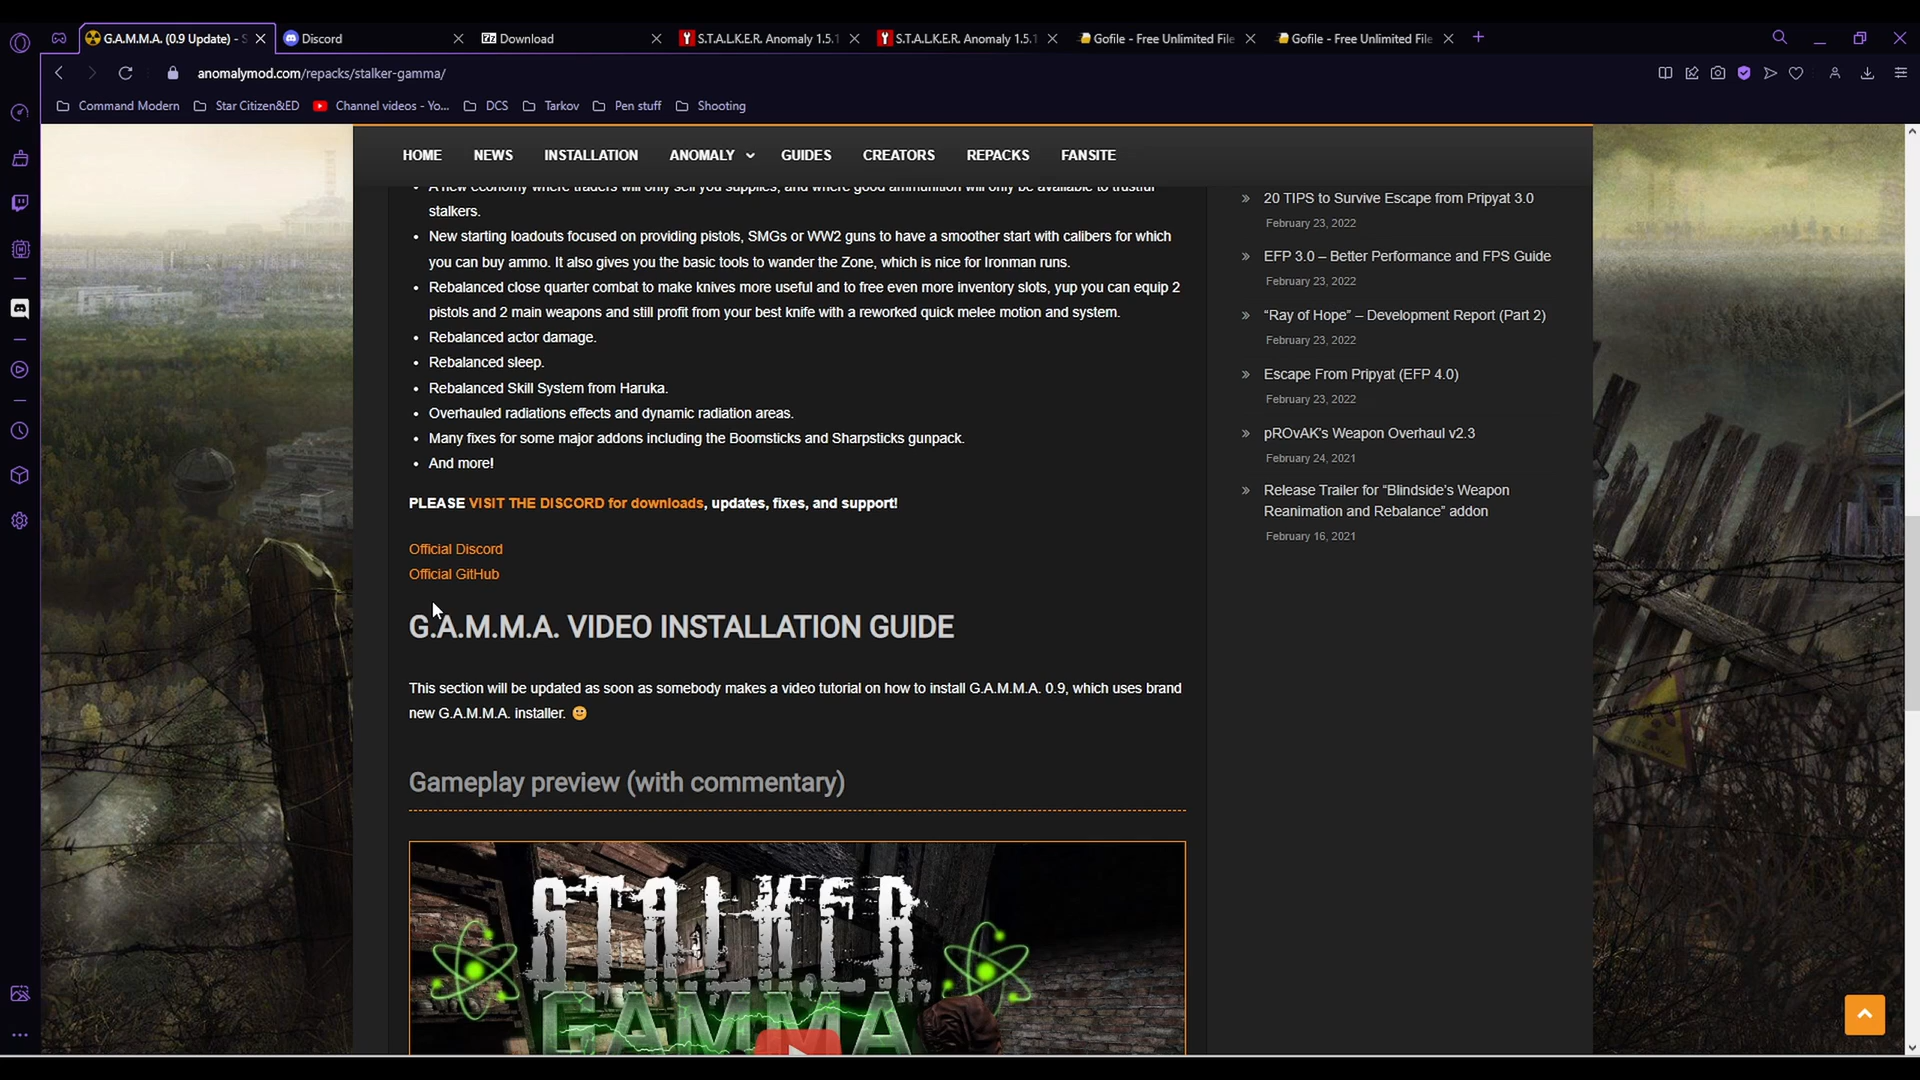 G.A.M.M.A. (0.9 Update) - S
Discord
7z Download
S.T.A.L.K.E.R. Anomaly 1.5.1
S.T.A.L.K.E.R. Anomaly 1.5.1
Gofile - Free Unlimited File
Gofile - Free Unlimited File
anomalymod.com/repacks/stalker-gamma/
Command Modern
Star Citizen&ED
Channel videos - Yo...
DCS
Tarkov
Pen stuff
Shooting
HOME NEWS INSTALLATION ANOMALY GUIDES CREATORS REPACKS FANSITE
• A new economy where traders will only sell you supplies, and where good ammunition will only be available to trustful
stalkers.
• New starting loadouts focused on providing pistols, SMGs or WW2 guns to have a smoother start with calibers for which
you can buy ammo. It also gives you the basic tools to wander the Zone, which is nice for Ironman runs.
• Rebalanced close quarter combat to make knives more useful and to free even more inventory slots, yup you can equip 2
pistols and 2 main weapons and still profit from your best knife with a reworked quick melee motion and system.
• Rebalanced actor damage.
• Rebalanced sleep.
• Rebalanced Skill System from Haruka.
• Overhauled radiations effects and dynamic radiation areas.
• Many fixes for some major addons including the Boomsticks and Sharpsticks gunpack.
• And more!
PLEASE VISIT THE DISCORD for downloads, updates, fixes, and support!
Official Discord
Official GitHub
G.A.M.M.A. VIDEO INSTALLATION GUIDE
This section will be updated as soon as somebody makes a video tutorial on how to install G.A.M.M.A. 0.9, which uses brand
new G.A.M.M.A. installer. 🙂
Gameplay preview (with commentary)
STALKER
GAMMA
» 20 TIPS to Survive Escape from Pripyat 3.0
February 23, 2022
» EFP 3.0 – Better Performance and FPS Guide
February 23, 2022
» “Ray of Hope” – Development Report (Part 2)
February 23, 2022
» Escape From Pripyat (EFP 4.0)
February 23, 2022
» pROvAK's Weapon Overhaul v2.3
February 24, 2021
» Release Trailer for “Blindside's Weapon
Reanimation and Rebalance” addon
February 16, 2021